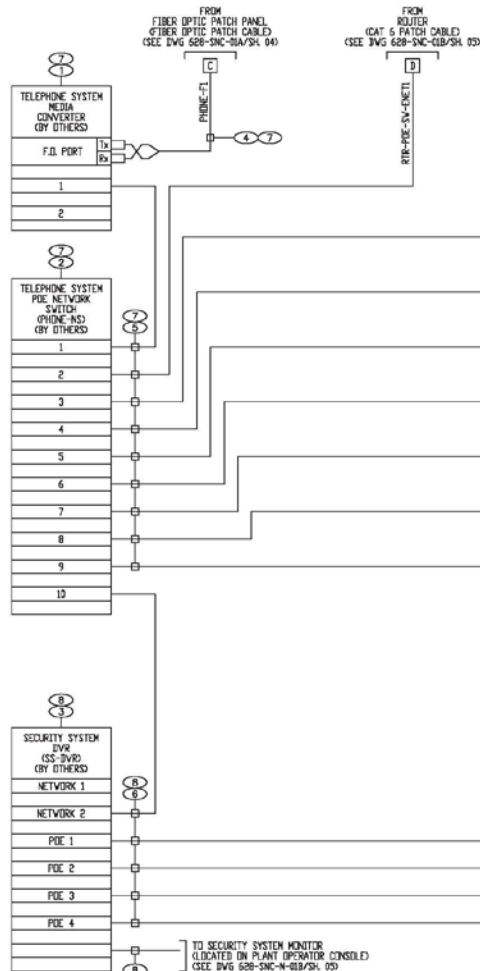 FROM
FIBER OPTIC PATCH PANEL
(FIBER OPTIC PATCH CABLE)
(SEE DWG 628-SNC-01A/SH. 04)
C
PHONE-F1
4 7
FROM
ROUTER
(CAT 6 PATCH CABLE)
(SEE DWG 628-SNC-01B/SH. 05)
D
RTR-POE-SW-ENET1
7
1
TELEPHONE SYSTEM
MEDIA
CONVERTER
(BY OTHERS)
F.O. PORT
Tx
Rx
1
2
7
2
TELEPHONE SYSTEM
POE NETWORK
SWITCH
(PHONE-NS)
(BY OTHERS)
7
5
1
2
3
4
5
6
7
8
9
10
8
3
SECURITY SYSTEM
DVR
(SS-DVR)
(BY OTHERS)
8
6
NETWORK 1
NETWORK 2
POE 1
POE 2
POE 3
POE 4
TO SECURITY SYSTEM MONITOR
(LOCATED ON PLANT OPERATOR CONSOLE)
(SEE DWG 628-SNC-N-01B/SH. 05)
8